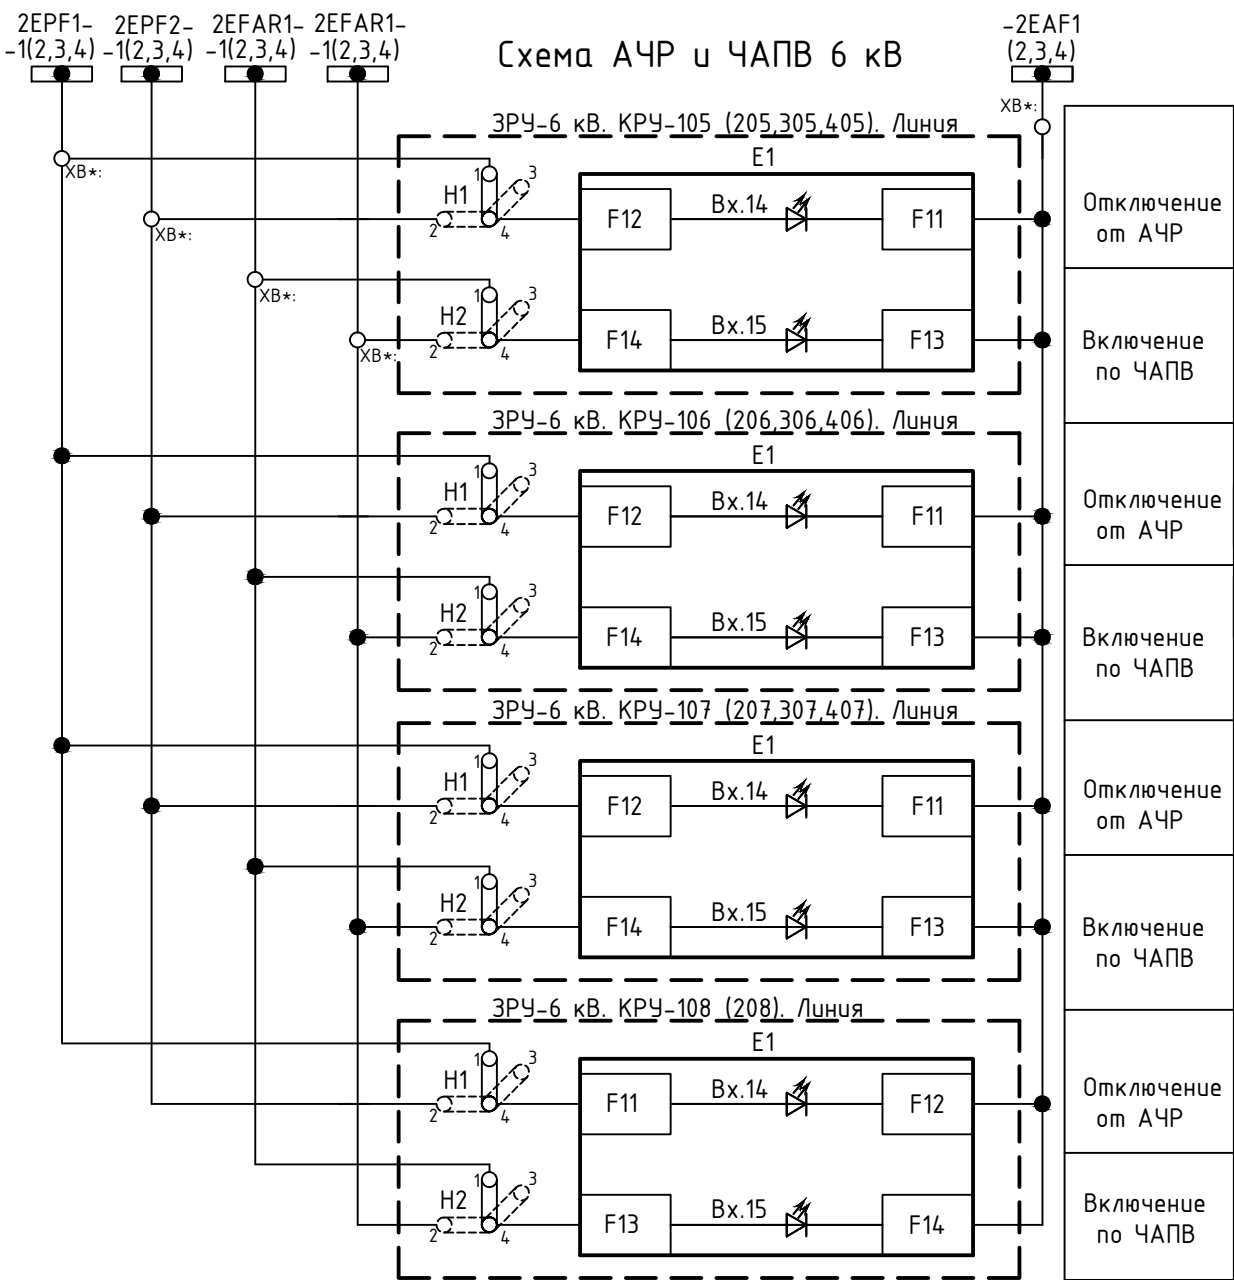 2EPF1-
-1(2,3,4)
2EPF2-
-1(2,3,4)
2EFAR1-
-1(2,3,4)
2EFAR1-
-1(2,3,4)
Схема АЧР и ЧАПВ 6 кВ
-2EAF1
(2,3,4)
XB*:
XB*:
XB*:
XB*:
XB*:
ЗРУ-6 кВ. КРУ-105 (205,305,405). Линия
E1
H1
1
2
3
4
F12
Вх.14
F11
Отключение
от АЧР
H2
1
2
3
4
F14
Вх.15
F13
Включение
по ЧАПВ
ЗРУ-6 кВ. КРУ-106 (206,306,406). Линия
E1
H1
1
2
3
4
F12
Вх.14
F11
Отключение
от АЧР
H2
1
2
3
4
F14
Вх.15
F13
Включение
по ЧАПВ
ЗРУ-6 кВ. КРУ-107 (207,307,407). Линия
E1
H1
1
2
3
4
F12
Вх.14
F11
Отключение
от АЧР
H2
1
2
3
4
F14
Вх.15
F13
Включение
по ЧАПВ
ЗРУ-6 кВ. КРУ-108 (208). Линия
E1
H1
1
2
3
4
F11
Вх.14
F12
Отключение
от АЧР
H2
1
2
3
4
F13
Вх.15
F14
Включение
по ЧАПВ